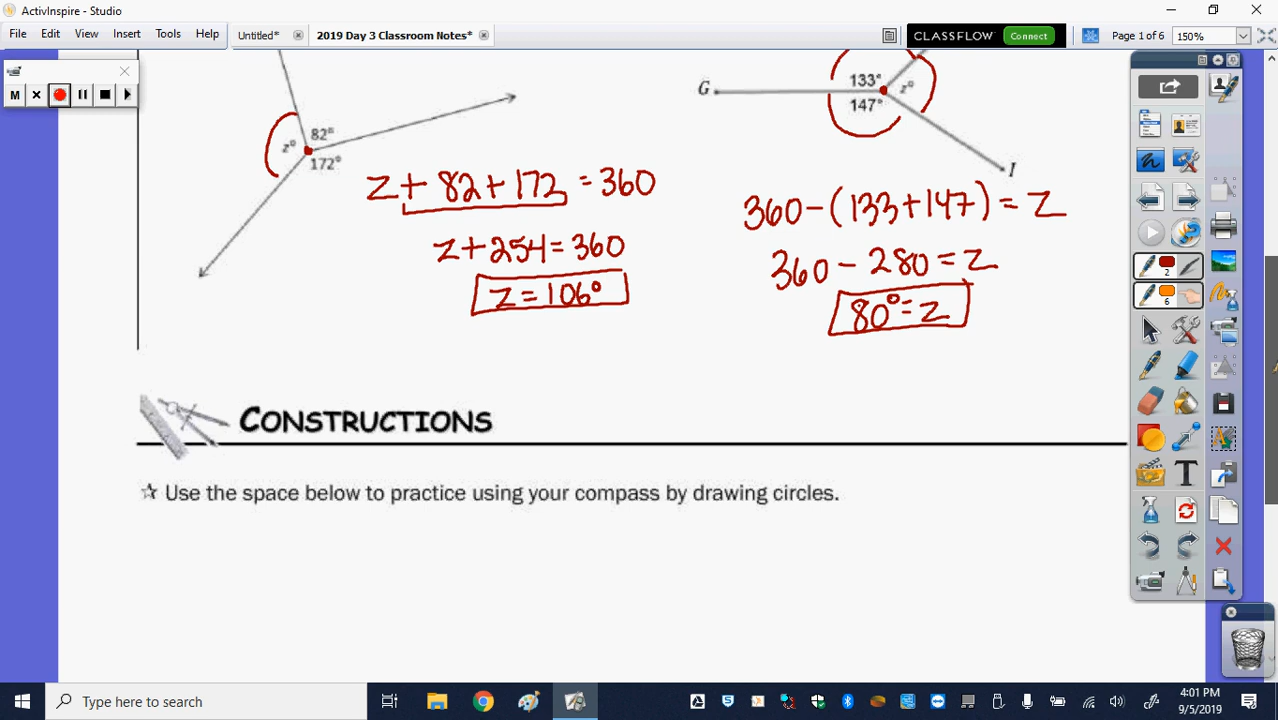 ActivInspire - Studio
File Edit View Insert Tools Help
Untitled* 2019 Day 3 Classroom Notes*
CLASSFLOW Connect
Page 1 of 6 150%
M
82°
z°
172°
z + 82 + 172 = 360
z + 254 = 360
z = 106°
G
133°
z°
147°
I
360 - (133 + 147) = z
360 - 280 = z
80° = z
2
6
T
CONSTRUCTIONS
☆ Use the space below to practice using your compass by drawing circles.
Type here to search
4:01 PM
9/5/2019